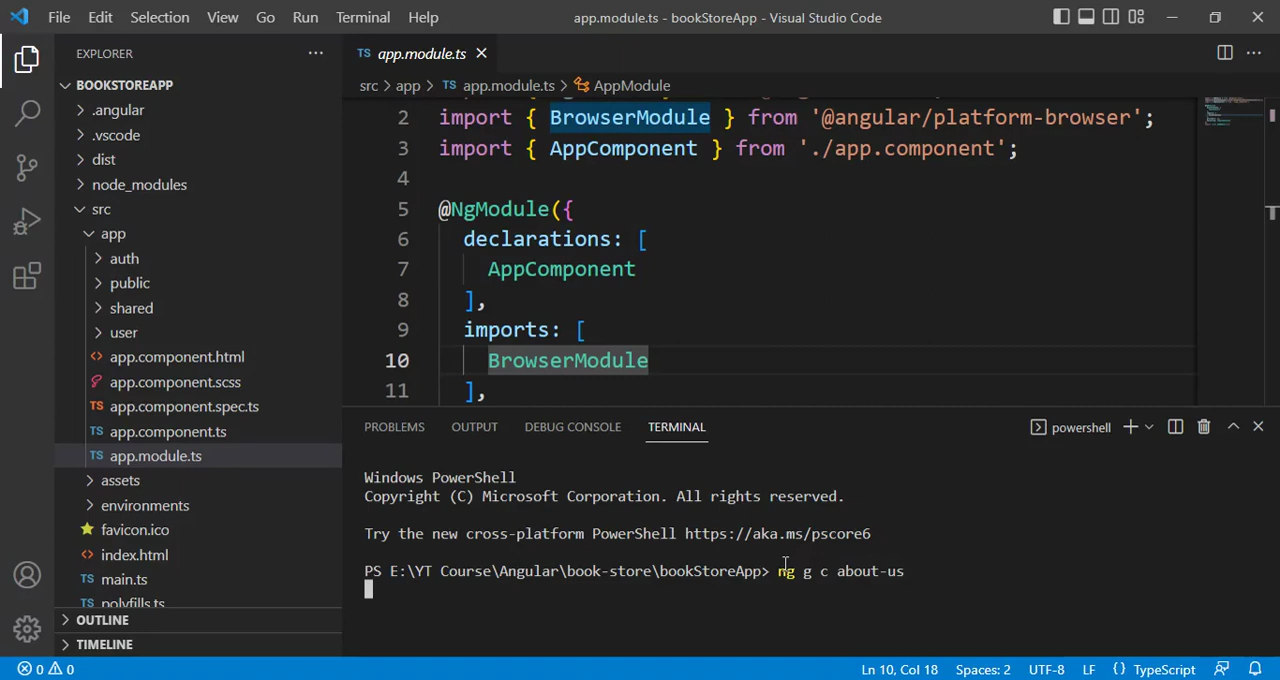 File Edit Selection View Go Run Terminal Help app.module.ts - bookStoreApp - Visual Studio Code
EXPLORER
BOOKSTOREAPP
.angular
.vscode
dist
node_modules
src
app
auth
public
shared
user
app.component.html
app.component.scss
app.component.spec.ts
app.component.ts
app.module.ts
assets
environments
favicon.ico
index.html
main.ts
polyfills.ts
OUTLINE
TIMELINE
TS app.module.ts
src > app > TS app.module.ts > AppModule
2 import { BrowserModule } from '@angular/platform-browser';
3 import { AppComponent } from './app.component';
4
5 @NgModule({
6 declarations: [
7 AppComponent
8 ],
9 imports: [
10 BrowserModule
11 ],
PROBLEMS OUTPUT DEBUG CONSOLE TERMINAL powershell
Windows PowerShell
Copyright (C) Microsoft Corporation. All rights reserved.
Try the new cross-platform PowerShell https://aka.ms/pscore6
PS E:\YT Course\Angular\book-store\bookStoreApp> ng g c about-us
0 0 Ln 10, Col 18 Spaces: 2 UTF-8 LF {} TypeScript